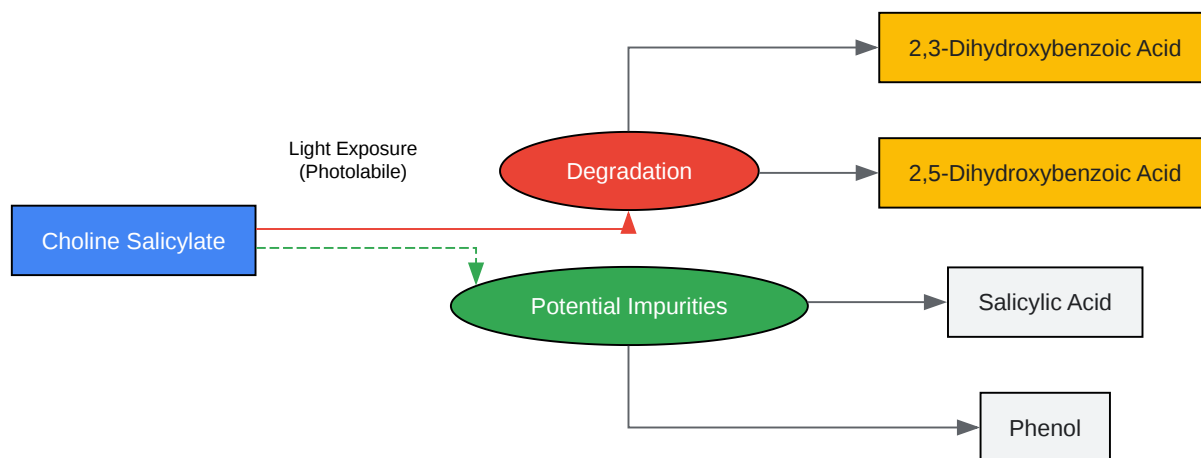 2,3-Dihydroxybenzoic Acid
Light Exposure
(Photolabile)
Degradation
2,5-Dihydroxybenzoic Acid
Choline Salicylate
Potential Impurities
Salicylic Acid
Phenol